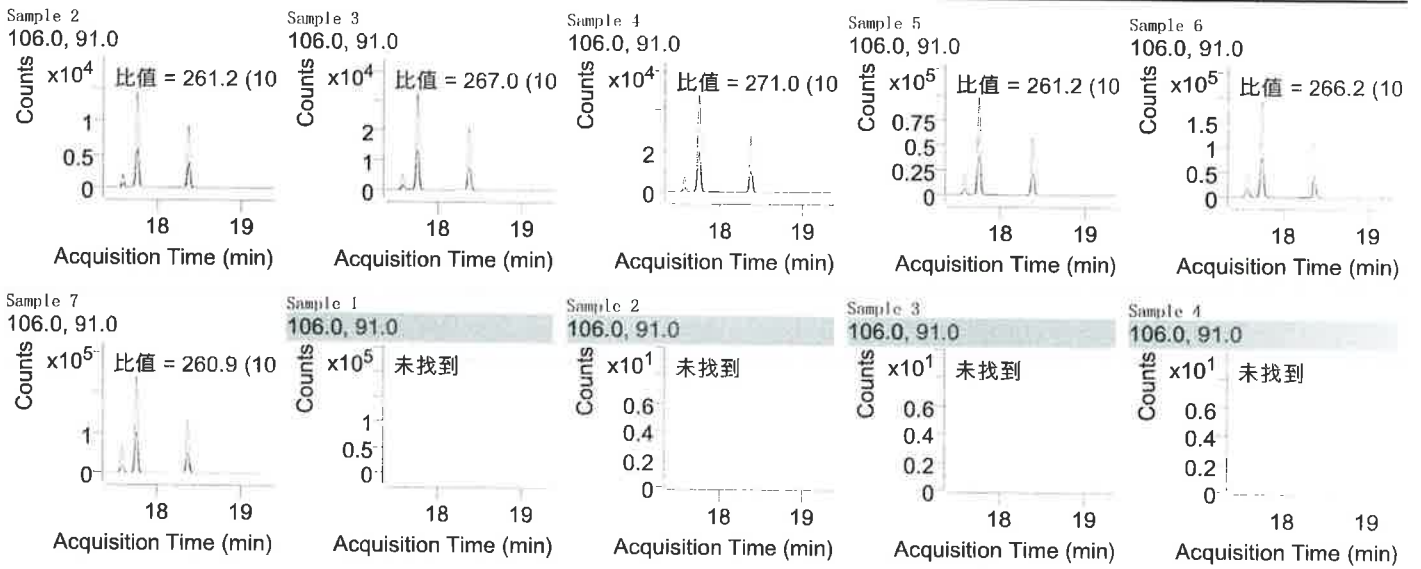 Sample 2
106.0, 91.0
Counts
x10⁴
比值 = 261.2 (10
1
0.5
0
18 19
Acquisition Time (min)
Sample 3
106.0, 91.0
Counts
x10⁴
比值 = 267.0 (10
2
1
0
18 19
Acquisition Time (min)
Sample 4
106.0, 91.0
Counts
x10⁴
比值 = 271.0 (10
2
0
18 19
Acquisition Time (min)
Sample 5
106.0, 91.0
Counts
x10⁵
比值 = 261.2 (10
0.75
0.5
0.25
0
18 19
Acquisition Time (min)
Sample 6
106.0, 91.0
Counts
x10⁵
比值 = 266.2 (10
1.5
1
0.5
0
18 19
Acquisition Time (min)
Sample 7
106.0, 91.0
Counts
x10⁵
比值 = 260.9 (10
1
0
18 19
Acquisition Time (min)
Sample 1
106.0, 91.0
Counts
x10⁵
未找到
1
0.5
0
18 19
Acquisition Time (min)
Sample 2
106.0, 91.0
Counts
x10¹
未找到
0.6
0.4
0.2
0
18 19
Acquisition Time (min)
Sample 3
106.0, 91.0
Counts
x10¹
未找到
0.6
0.4
0.2
0
18 19
Acquisition Time (min)
Sample 4
106.0, 91.0
Counts
x10¹
未找到
0.6
0.4
0.2
0
18 19
Acquisition Time (min)